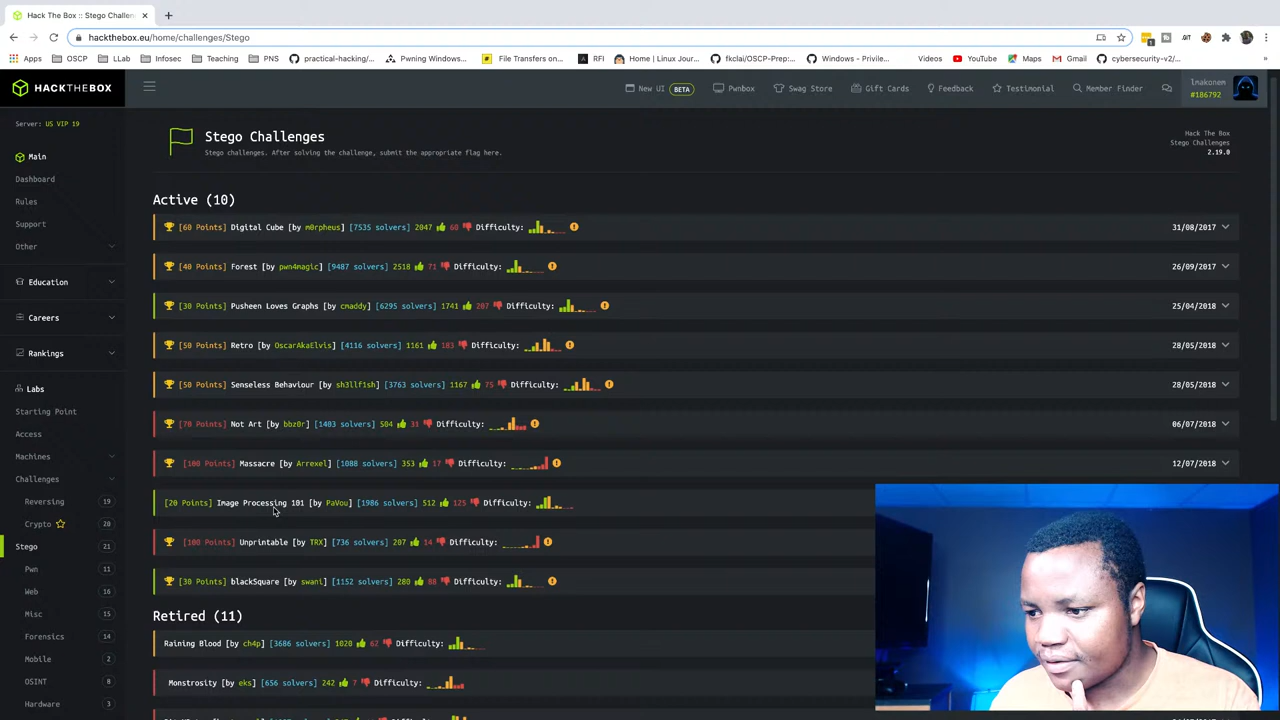 Hack The Box :: Stego Challen
hackthebox.eu/home/challenges/Stego
Apps OSCP LLab Infosec Teaching PNS practical-hacking/... Pwning Windows... File Transfers on... RFI Home | Linux Jour... fkclai/OSCP-Prep:... Windows - Privile... Videos YouTube Maps Gmail cybersecurity-v2/... »
HACKTHEBOX
New UI BETA Pwnbox Swag Store Gift Cards Feedback Testimonial Member Finder
lmakonem
#186792
Server: US VIP 19
Main
Dashboard
Rules
Support
Other
Education
Careers
Rankings
Labs
Starting Point
Access
Machines
Challenges
Reversing 19
Crypto 20
Stego 21
Pwn 11
Web 16
Misc 15
Forensics 14
Mobile 2
OSINT 8
Hardware 3
Stego Challenges
Stego challenges. After solving the challenge, submit the appropriate flag here.
Hack The Box
Stego Challenges
2.19.0
Active (10)
[60 Points] Digital Cube [by m0rpheus] [7535 solvers] 2047 60 Difficulty: 31/08/2017
[40 Points] Forest [by pwn4magic] [9487 solvers] 2518 71 Difficulty: 26/09/2017
[30 Points] Pusheen Loves Graphs [by cmaddy] [6295 solvers] 1741 207 Difficulty: 25/04/2018
[50 Points] Retro [by OscarAkaElvis] [4116 solvers] 1161 183 Difficulty: 28/05/2018
[50 Points] Senseless Behaviour [by sh3llf1sh] [3763 solvers] 1167 75 Difficulty: 28/05/2018
[70 Points] Not Art [by bbz0r] [1403 solvers] 504 31 Difficulty: 06/07/2018
[100 Points] Massacre [by Arrexel] [1088 solvers] 353 17 Difficulty: 12/07/2018
[20 Points] Image Processing 101 [by PaVou] [1986 solvers] 512 125 Difficulty:
[100 Points] Unprintable [by TRX] [736 solvers] 207 14 Difficulty:
[30 Points] blackSquare [by swani] [1152 solvers] 280 88 Difficulty:
Retired (11)
Raining Blood [by ch4p] [3686 solvers] 1020 62 Difficulty:
Monstrosity [by eks] [656 solvers] 242 7 Difficulty: